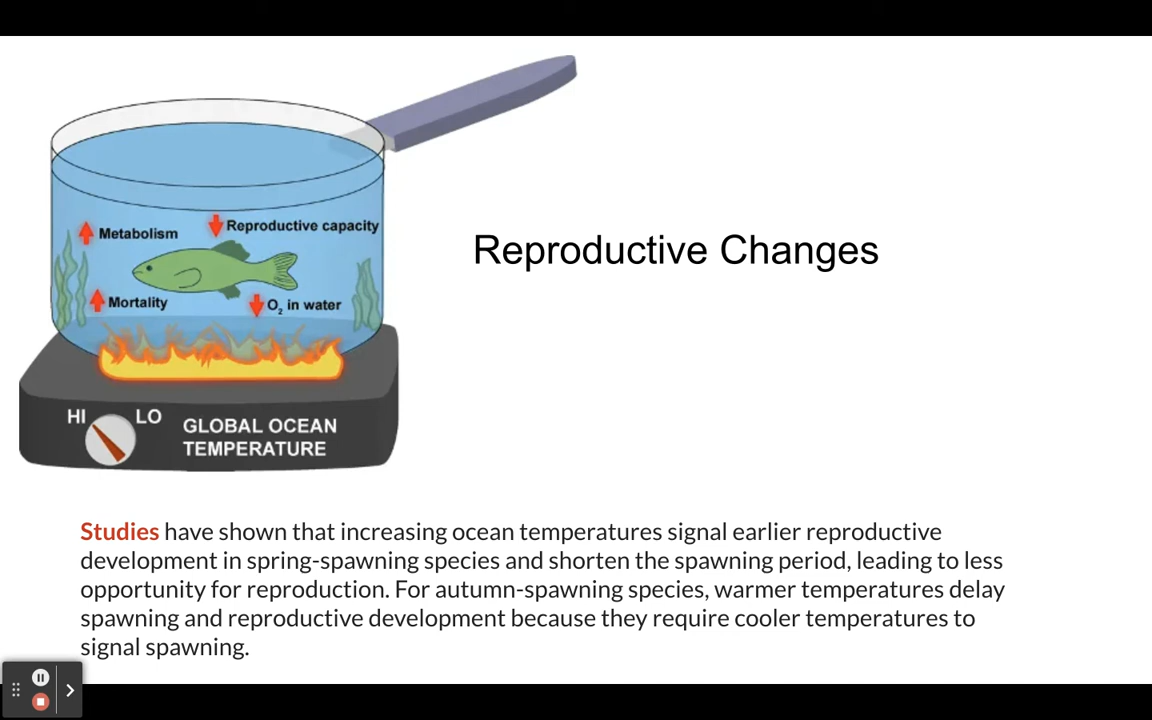 Reproductive capacity
Metabolism
Mortality
O₂ in water
HI LO
GLOBAL OCEAN
TEMPERATURE
Reproductive Changes
Studies have shown that increasing ocean temperatures signal earlier reproductive
development in spring-spawning species and shorten the spawning period, leading to less
opportunity for reproduction. For autumn-spawning species, warmer temperatures delay
spawning and reproductive development because they require cooler temperatures to
signal spawning.